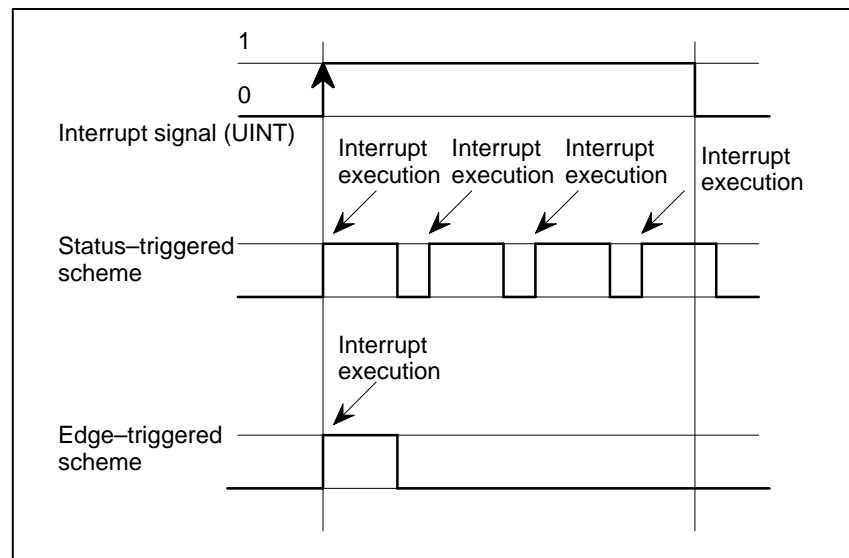 1
0
Interrupt signal (UINT)
Interrupt
execution
Interrupt
execution
Interrupt
execution
Interrupt
execution
Status–triggered
scheme
Interrupt
execution
Edge–triggered
scheme